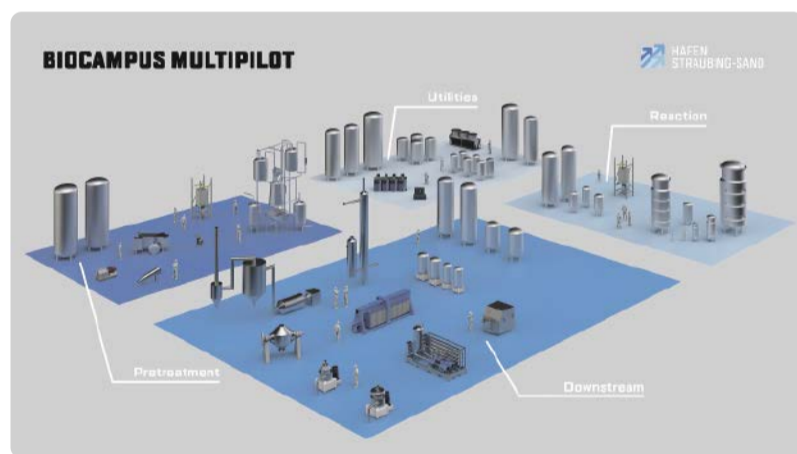 BIOCAMPUS MULTIPILOT
HAFEN
STRAUBING-SAND
Utilities
Reaction
Pretreatment
Downstream